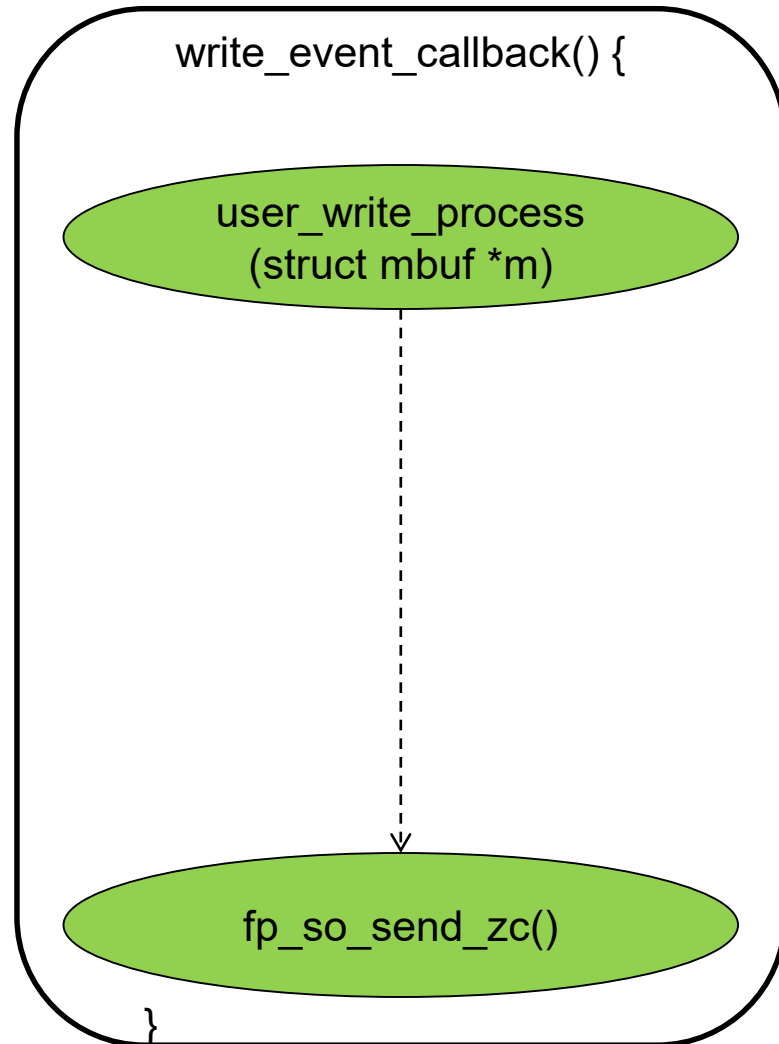 write_event_callback() {
user_write_process
(struct mbuf *m)
fp_so_send_zc()
}